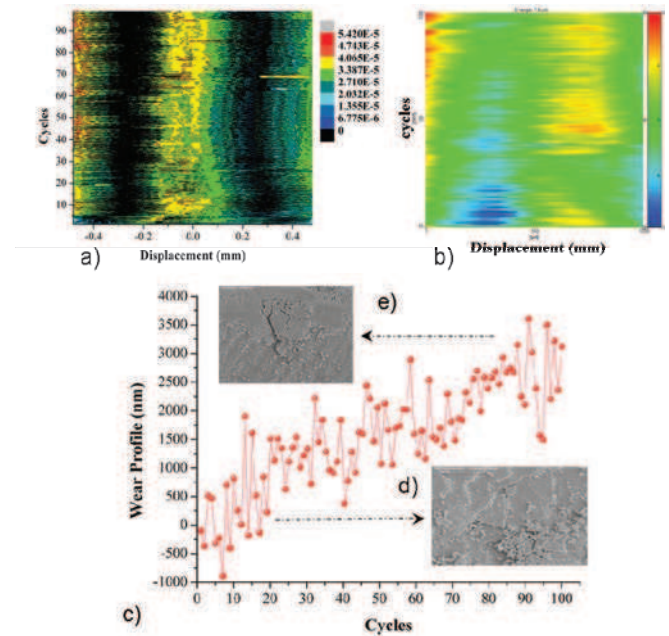 90
80
70
60
50
40
30
20
10
Cycles
-0.4 -0.2 0.0 0.2 0.4
Displacement (mm)
a)
5.420E-5
4.743E-5
4.065E-5
3.387E-5
2.710E-5
2.032E-5
1.355E-5
6.775E-6
0
cycles
Displacement (mm)
b)
4000
3500
3000
2500
2000
1500
1000
500
0
-500
-1000
Wear Profile (nm)
e)
d)
0 10 20 30 40 50 60 70 80 90 100
c)
Cycles